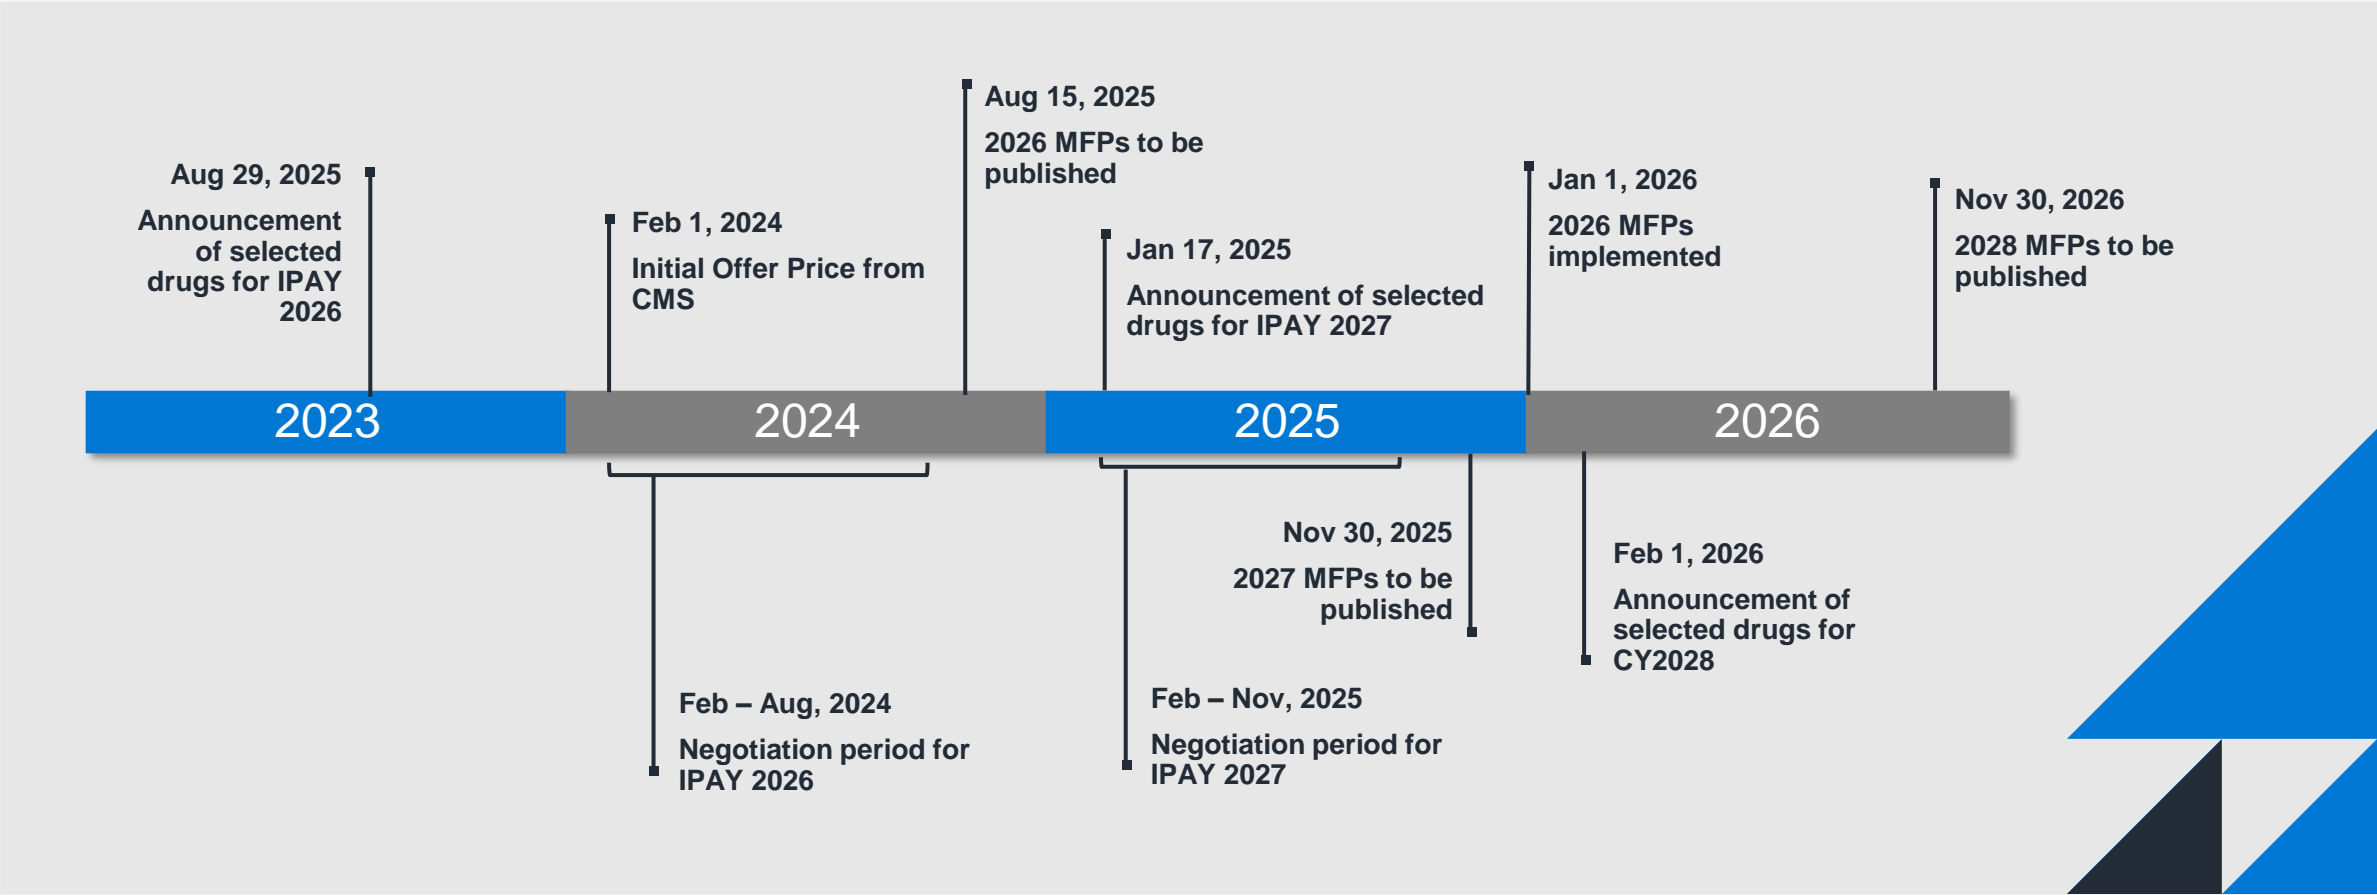 Aug 29, 2025
Announcement
of selected
drugs for IPAY
2026
Feb 1, 2024
Initial Offer Price from
CMS
Aug 15, 2025
2026 MFPs to be
published
Jan 17, 2025
Announcement of selected
drugs for IPAY 2027
Jan 1, 2026
2026 MFPs
implemented
Nov 30, 2026
2028 MFPs to be
published
2023
2024
2025
2026
Feb – Aug, 2024
Negotiation period for
IPAY 2026
Feb – Nov, 2025
Negotiation period for
IPAY 2027
Nov 30, 2025
2027 MFPs to be
published
Feb 1, 2026
Announcement of
selected drugs for
CY2028